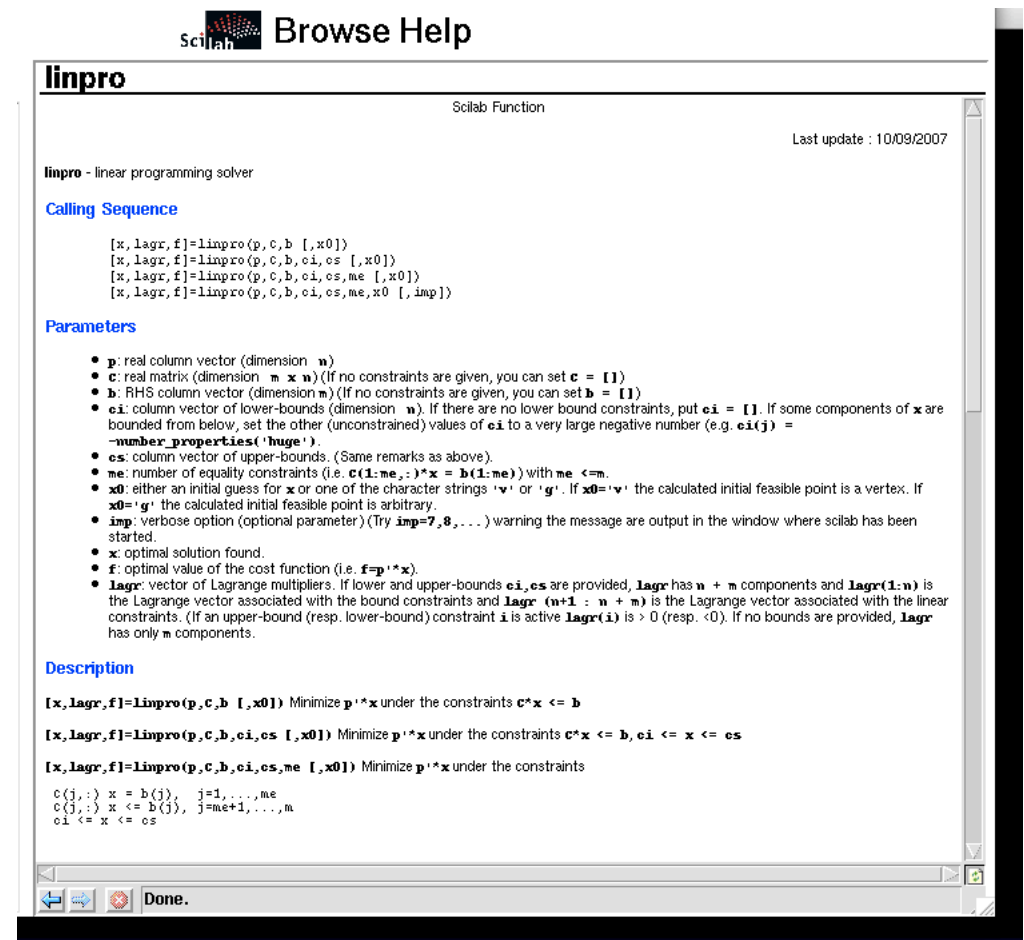 Scilab Browse Help
linpro
Scilab Function
Last update : 10/09/2007
linpro - linear programming solver
Calling Sequence
[x,lagr,f]=linpro(p,C,b [,x0])
[x,lagr,f]=linpro(p,C,b,ci,cs [,x0])
[x,lagr,f]=linpro(p,C,b,ci,cs,me [,x0])
[x,lagr,f]=linpro(p,C,b,ci,cs,me,x0 [,imp])
Parameters
● p: real column vector (dimension n)
● C: real matrix (dimension m x n) (If no constraints are given, you can set C = [])
● b: RHS column vector (dimension m) (If no constraints are given, you can set b = [])
● ci: column vector of lower-bounds (dimension n). If there are no lower bound constraints, put ci = []. If some components of x are
bounded from below, set the other (unconstrained) values of ci to a very large negative number (e.g. ci(j) =
-number_properties('huge').
● cs: column vector of upper-bounds. (Same remarks as above).
● me: number of equality constraints (i.e. C(1:me,:)*x = b(1:me)) with me <=m.
● x0: either an initial guess for x or one of the character strings 'v' or 'g'. If x0='v' the calculated initial feasible point is a vertex. If
x0='g' the calculated initial feasible point is arbitrary.
● imp: verbose option (optional parameter) (Try imp=7,8,...) warning the message are output in the window where scilab has been
started.
● x: optimal solution found.
● f: optimal value of the cost function (i.e. f=p'*x).
● lagr: vector of Lagrange multipliers. If lower and upper-bounds ci,cs are provided, lagr has n + m components and lagr(1:n) is
the Lagrange vector associated with the bound constraints and lagr (n+1 : n + m) is the Lagrange vector associated with the linear
constraints. (If an upper-bound (resp. lower-bound) constraint i is active lagr(i) is > 0 (resp. <0). If no bounds are provided, lagr
has only m components.
Description
[x,lagr,f]=linpro(p,C,b [,x0]) Minimize p'*x under the constraints C*x <= b
[x,lagr,f]=linpro(p,C,b,ci,cs [,x0]) Minimize p'*x under the constraints C*x <= b, ci <= x <= cs
[x,lagr,f]=linpro(p,C,b,ci,cs,me [,x0]) Minimize p'*x under the constraints
C(j,:) x = b(j), j=1,...,me
C(j,:) x <= b(j), j=me+1,...,m
ci <= x <= cs
Done.